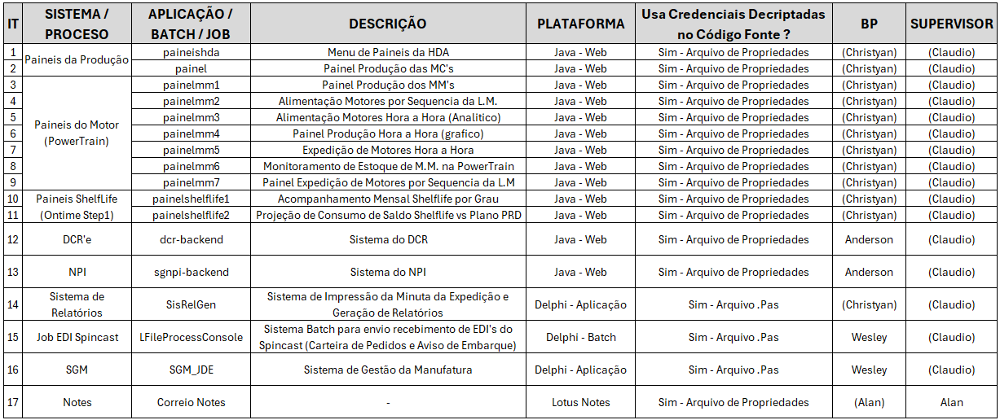 IT SISTEMA / PROCESO APLICAÇÃO / BATCH / JOB DESCRIÇÃO PLATAFORMA Usa Credenciais Decriptadas no Código Fonte ? BP SUPERVISOR
1 Paineis da Produção paineishda Menu de Paineis da HDA Java - Web Sim - Arquivo de Propriedades (Christyan) (Claudio)
2 painel Painel Produção das MC's Java - Web Sim - Arquivo de Propriedades (Christyan) (Claudio)
3 Paineis do Motor (PowerTrain) painelmm1 Painel Produção dos MM's Java - Web Sim - Arquivo de Propriedades (Christyan) (Claudio)
4 painelmm2 Alimentação Motores por Sequencia da L.M. Java - Web Sim - Arquivo de Propriedades (Christyan) (Claudio)
5 painelmm3 Alimentação Motores Hora a Hora (Analitico) Java - Web Sim - Arquivo de Propriedades (Christyan) (Claudio)
6 painelmm4 Painel Produção Hora a Hora (grafico) Java - Web Sim - Arquivo de Propriedades (Christyan) (Claudio)
7 painelmm5 Expedição de Motores Hora a Hora Java - Web Sim - Arquivo de Propriedades (Christyan) (Claudio)
8 painelmm6 Monitoramento de Estoque de M.M. na PowerTrain Java - Web Sim - Arquivo de Propriedades (Christyan) (Claudio)
9 painelmm7 Painel Expedição de Motores por Sequencia da L.M Java - Web Sim - Arquivo de Propriedades (Christyan) (Claudio)
10 Paineis ShelfLife (Ontime Step1) painelshelflife1 Acompanhamento Mensal Shelflife por Grau Java - Web Sim - Arquivo de Propriedades (Christyan) (Claudio)
11 painelshelflife2 Projeção de Consumo de Saldo Shelflife vs Plano PRD Java - Web Sim - Arquivo de Propriedades (Christyan) (Claudio)
12 DCR'e dcr-backend Sistema do DCR Java - Web Sim - Arquivo de Propriedades Anderson (Claudio)
13 NPI sgnpi-backend Sistema do NPI Java - Web Sim - Arquivo de Propriedades Anderson (Claudio)
14 Sistema de Relatórios SisRelGen Sistema de Impressão da Minuta da Expedição e Geração de Relatórios Delphi - Aplicação Sim - Arquivo .Pas (Christyan) (Claudio)
15 Job EDI Spincast LFileProcessConsole Sistema Batch para envio recebimento de EDI's do Spincast (Carteira de Pedidos e Aviso de Embarque) Delphi - Batch Sim - Arquivo .Pas Wesley (Claudio)
16 SGM SGM_JDE Sistema de Gestão da Manufatura Delphi - Aplicação Sim - Arquivo .Pas Wesley (Claudio)
17 Notes Correio Notes - Lotus Notes Sim - Arquivo de Propriedades (Alan) Alan